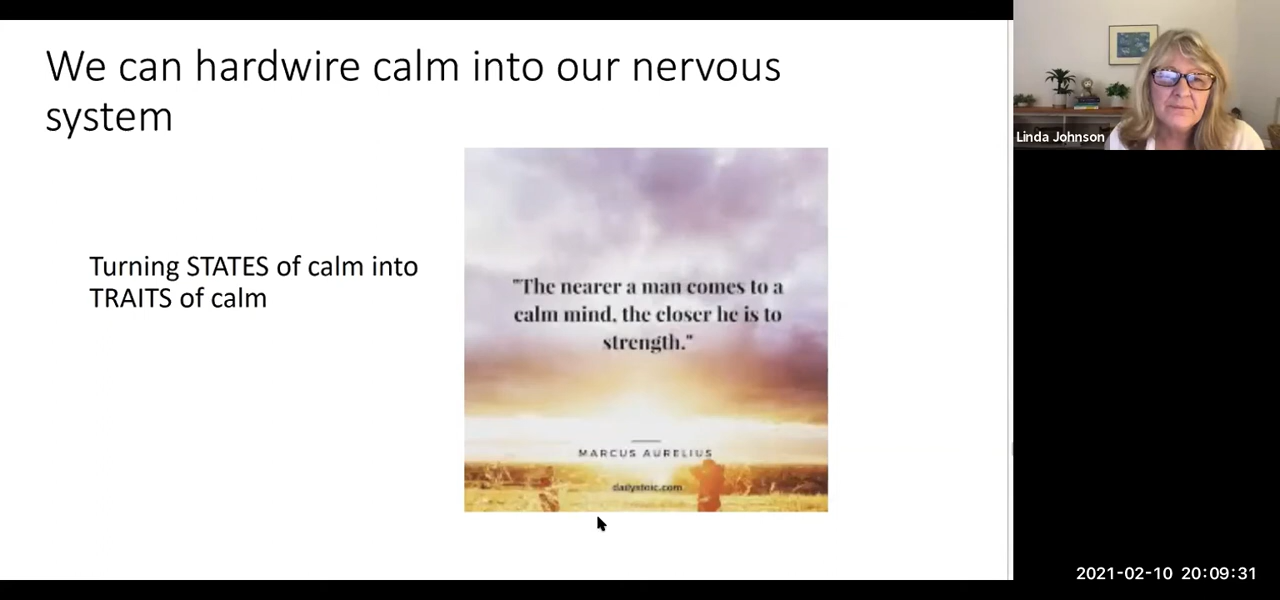 We can hardwire calm into our nervous
system
Turning STATES of calm into
TRAITS of calm
"The nearer a man comes to a
calm mind, the closer he is to
strength."
MARCUS AURELIUS
dailystoic.com
Linda Johnson
2021-02-10 20:09:31